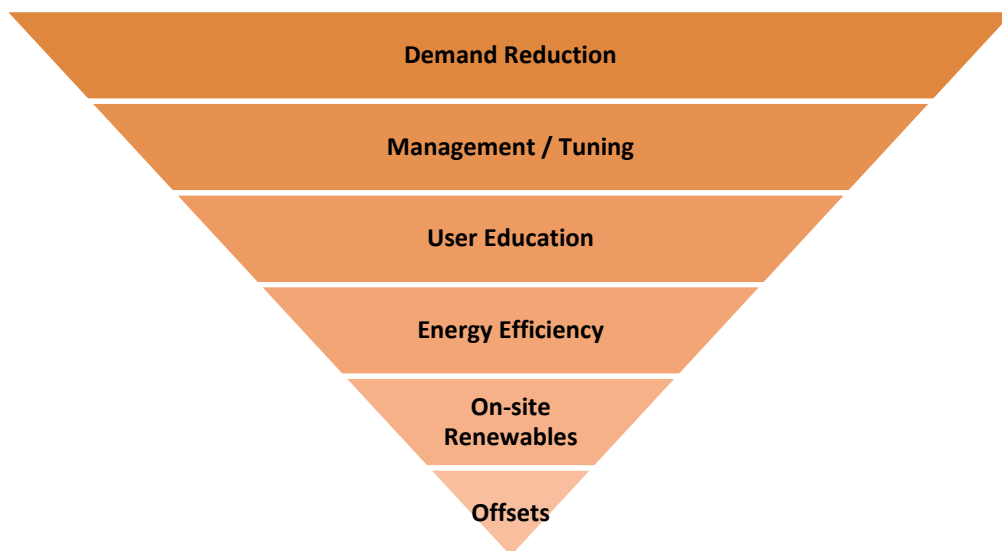 Demand Reduction
Management / Tuning
User Education
Energy Efficiency
On-site
Renewables
Offsets